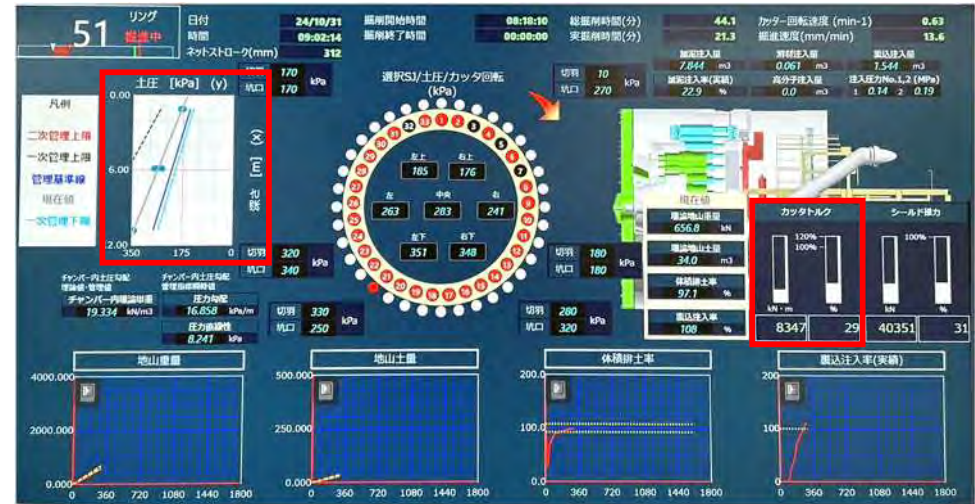 51 リング 掘進中
日付 24/10/31 掘削開始時間 08:18:10 総掘削時間(分) 44.1 カッター回転速度 (min-1) 0.63
時間 09:02:14 掘削終了時間 00:00:00 実掘削時間(分) 21.3 掘進速度(mm/min) 13.6
ネットストローク(mm) 312
加泥注入量 滑材注入量 裏込注入量
7.844 m3 0.061 m3 1.544 m3
加泥注入率(実績) 高分子注入量 注入圧力No.1,2 (MPa)
22.9 % 0.0 m3 1 0.14 2 0.19
凡例
二次管理上限
一次管理上限
管理基準線
現在値
一次管理下限
土圧 [kPa] (y)
0.00
6.00
12.00
350 175 0
深さ [m] (x)
切羽 170
坑口 170 kPa
選択SJ/土圧/カッタ回転
(kPa)
切羽 10
坑口 270 kPa
左上 右上
185 176
左 中央 右
263 283 241
左下 右下
351 348
切羽 320
坑口 340 kPa
切羽 180
坑口 180 kPa
切羽 330
坑口 250 kPa
切羽 280
坑口 320 kPa
チャンバー内土圧勾配
理論値・管理値
チャンバー内理論単重
19.334 kN/m3
チャンバー内土圧勾配
圧力勾配
16.858 kPa/m
圧力直線性
8.241 kPa
現在値
理論地山重量
656.8 kN
理論地山土量
34.0 m3
体積排土率
97.1 %
裏込注入率
108 %
カッタトルク
120%
100%
kN・m %
8347 29
シールド推力
100%
kN %
40351 31
地山重量
4000.000
2000.000
0.000
0 360 720 1080 1440 1800
地山土量
500.000
250.000
0.000
0 360 720 1080 1440 1800
体積排土率
200.0
100.0
0.0
0 360 720 1080 1440 1800
裏込注入率(実績)
200
100
0
0 360 720 1080 1440 1800